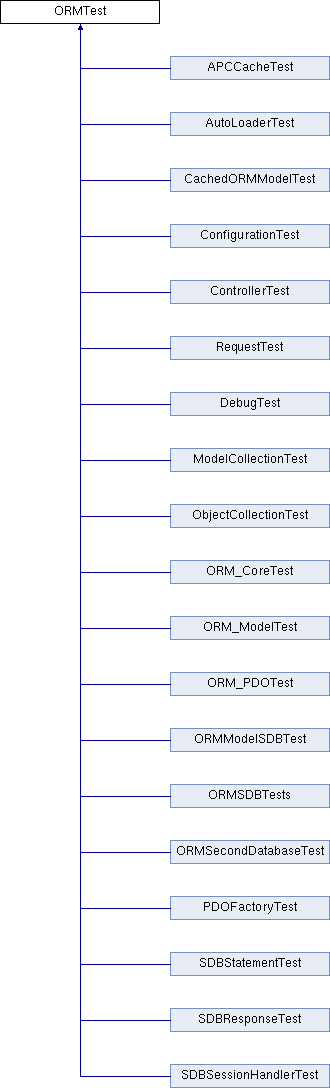 ORMTest
APCCacheTest
AutoLoaderTest
CachedORMModelTest
ConfigurationTest
ControllerTest
RequestTest
DebugTest
ModelCollectionTest
ObjectCollectionTest
ORM_CoreTest
ORM_ModelTest
ORM_PDOTest
ORMModelSDBTest
ORMSDBTests
ORMSecondDatabaseTest
PDOFactoryTest
SDBStatementTest
SDBResponseTest
SDBSessionHandlerTest